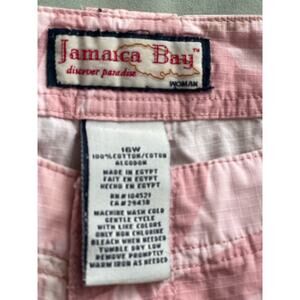 Jamaica Bay™
discover paradise
WOMAN
16W
100%COTTON/COTON
ALGODON
MADE IN EGYPT
FAIT EN EGYPT
HECHO EN EGYPT
RN#104521
CA#29438
MACHINE WASH COLD
GENTLE CYCLE
WITH LIKE COLORS
ONLY NON CHLORINE
BLEACH WHEN NEEDED
TUMBLE DRY LOW
REMOVE PROMPTLY
WARM IRON AS NEEDED